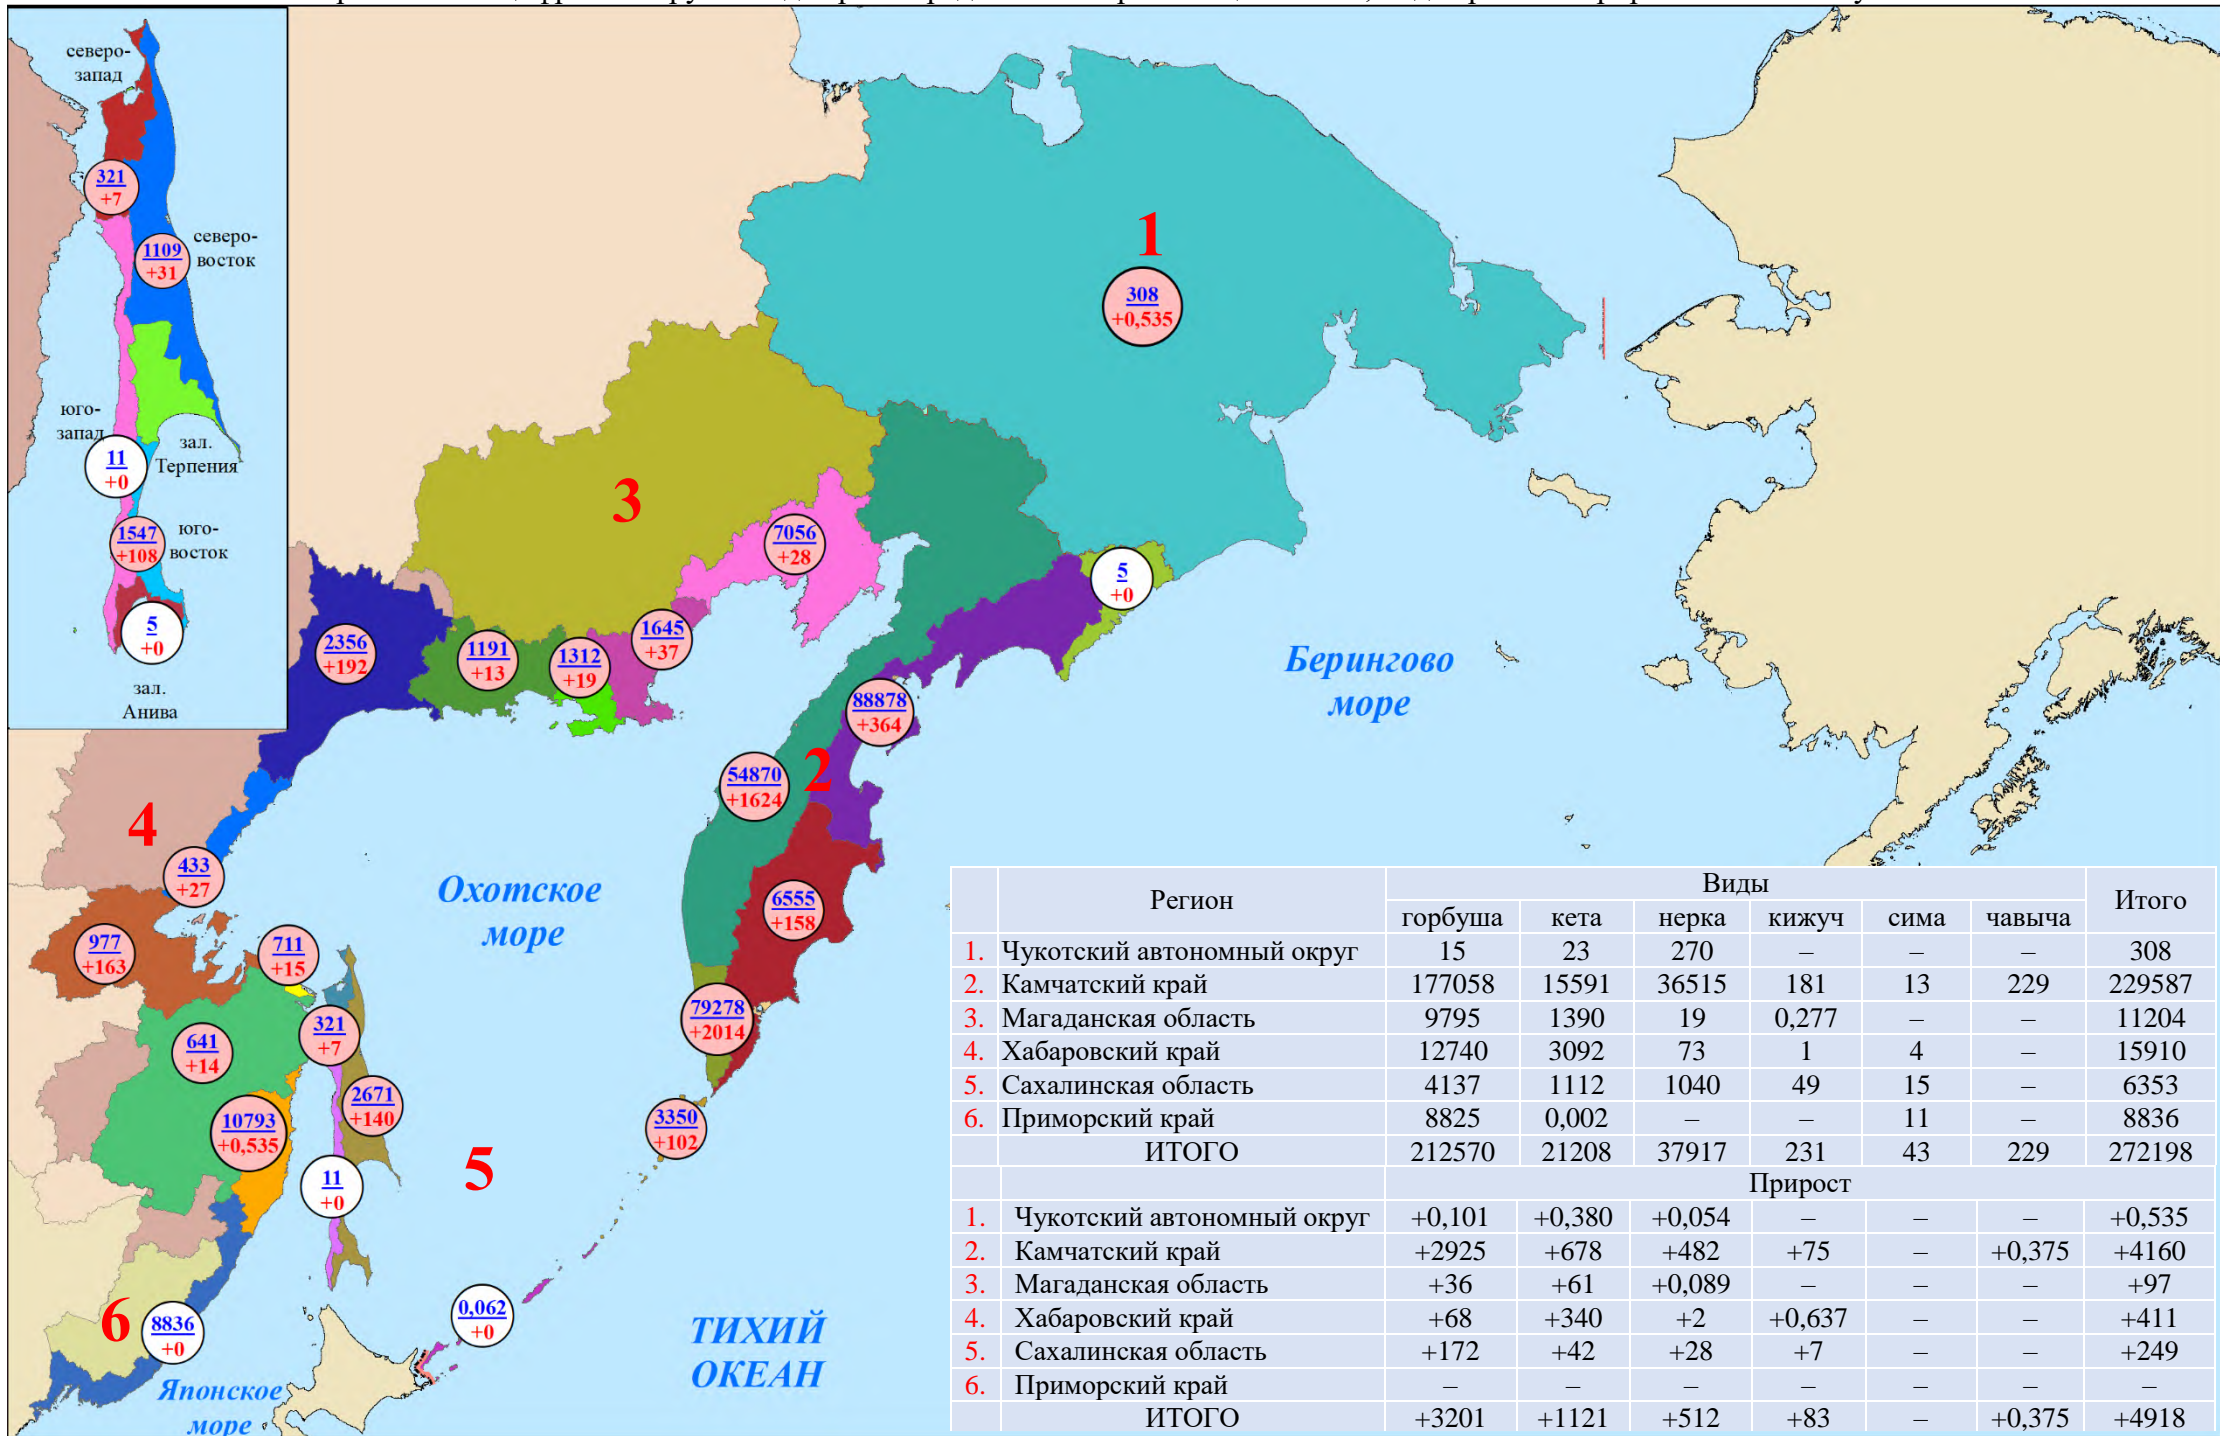 северо-
запад
321
+7
1109
+31
северо-
восток
юго-
запад
зал.
Терпения
11
+0
1547
+108
юго-
восток
5
+0
зал.
Анива
1
308
+0,535
3
7056
+28
5
+0
2356
+192
1191
+13
1312
+19
1645
+37
Берингово
море
88878
+364
54870
+1624
2
4
433
+27
Охотское
море
6555
+158
977
+163
711
+15
79278
+2014
321
+7
641
+14
2671
+140
10793
+0,535
3350
+102
5
11
+0
6
8836
+0
0,062
+0
ТИХИЙ
ОКЕАН
Японское
море
Регион Виды Итого
горбуша кета нерка кижуч сима чавыча
1. Чукотский автономный округ 15 23 270 – – – 308
2. Камчатский край 177058 15591 36515 181 13 229 229587
3. Магаданская область 9795 1390 19 0,277 – – 11204
4. Хабаровский край 12740 3092 73 1 4 – 15910
5. Сахалинская область 4137 1112 1040 49 15 – 6353
6. Приморский край 8825 0,002 – – 11 – 8836
ИТОГО 212570 21208 37917 231 43 229 272198
Прирост
1. Чукотский автономный округ +0,101 +0,380 +0,054 – – – +0,535
2. Камчатский край +2925 +678 +482 +75 – +0,375 +4160
3. Магаданская область +36 +61 +0,089 – – – +97
4. Хабаровский край +68 +340 +2 +0,637 – – +411
5. Сахалинская область +172 +42 +28 +7 – – +249
6. Приморский край – – – – – – –
ИТОГО +3201 +1121 +512 +83 – +0,375 +4918